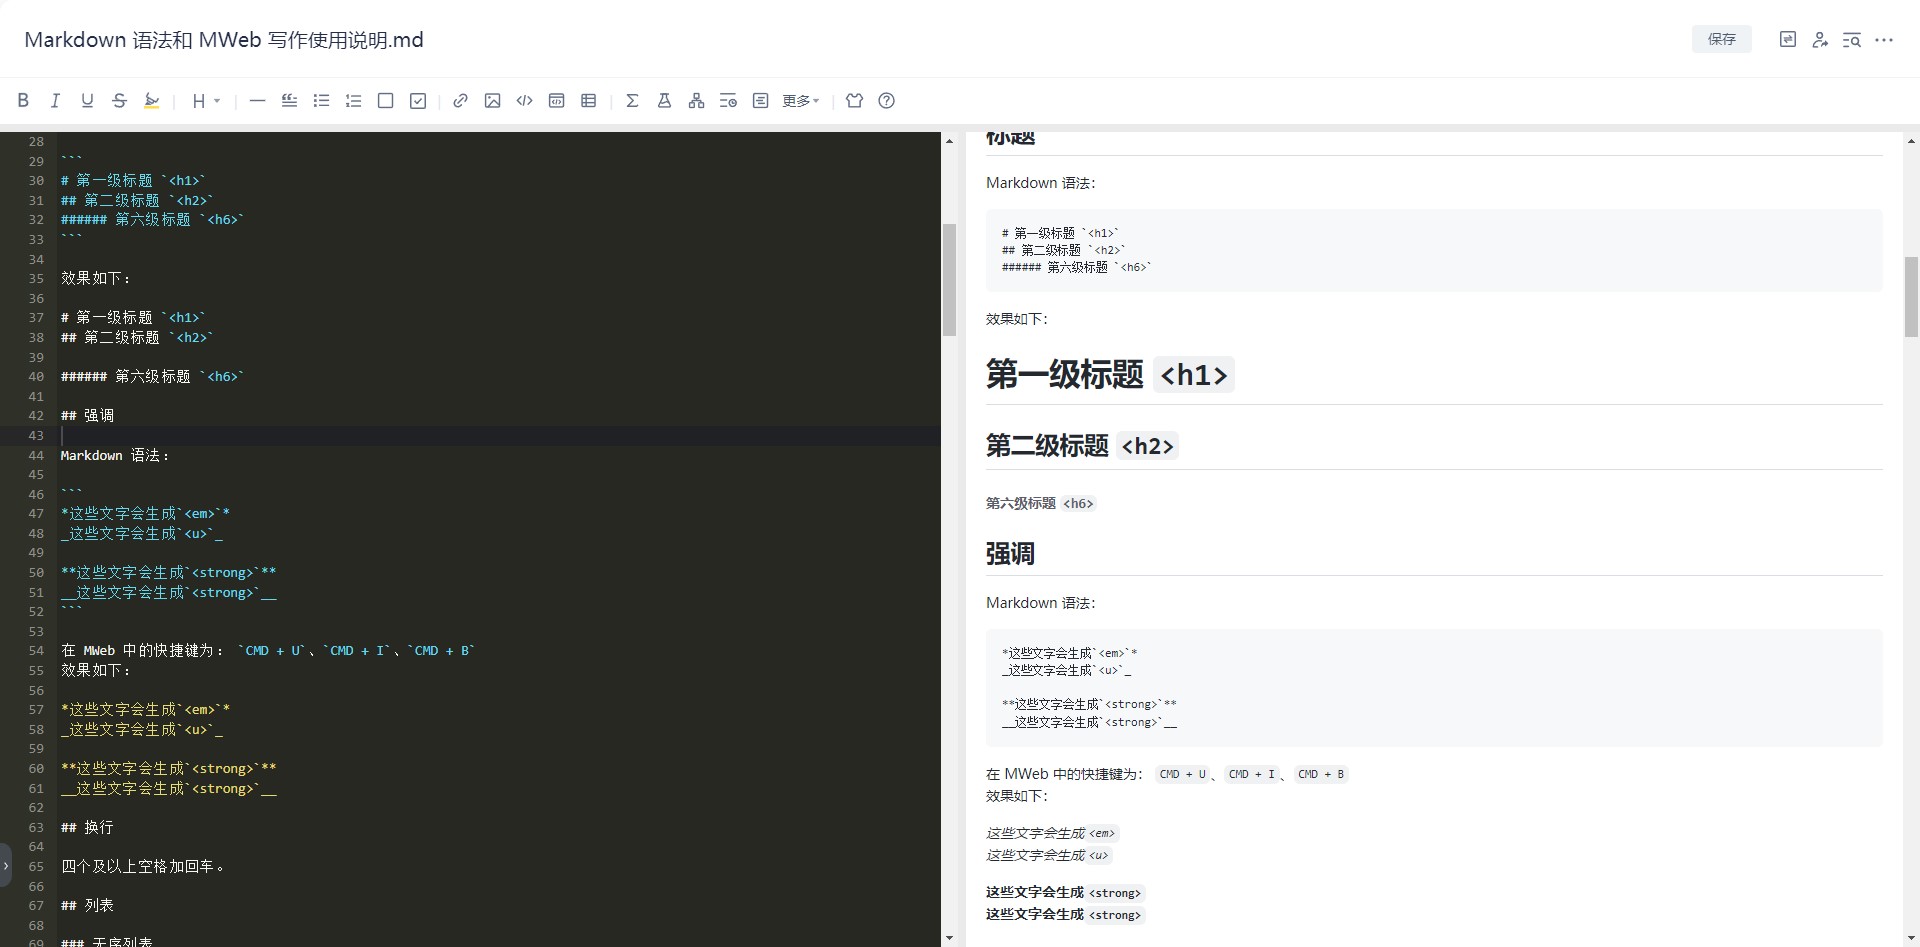 Markdown 语法和 MWeb 写作使用说明.md
保存
B I U S H 更多
28
29 ```
30 # 第一级标题 `<h1>`
31 ## 第二级标题 `<h2>`
32 ###### 第六级标题 `<h6>`
33 ```
34
35 效果如下：
36
37 # 第一级标题 `<h1>`
38 ## 第二级标题 `<h2>`
39
40 ###### 第六级标题 `<h6>`
41
42 ## 强调
43
44 Markdown 语法：
45
46 ```
47 *这些文字会生成`<em>`*
48 _这些文字会生成`<u>`_
49
50 **这些文字会生成`<strong>`**
51 __这些文字会生成`<strong>`__
52 ```
53
54 在 MWeb 中的快捷键为： `CMD + U`、`CMD + I`、`CMD + B`
55 效果如下：
56
57 *这些文字会生成`<em>`*
58 _这些文字会生成`<u>`_
59
60 **这些文字会生成`<strong>`**
61 __这些文字会生成`<strong>`__
62
63 ## 换行
64
65 四个及以上空格加回车。
66
67 ## 列表
68
69 ### 无序列表
标题
Markdown 语法：
# 第一级标题 `<h1>`
## 第二级标题 `<h2>`
###### 第六级标题 `<h6>`
效果如下：
第一级标题 <h1>
第二级标题 <h2>
第六级标题 <h6>
强调
Markdown 语法：
*这些文字会生成`<em>`*
_这些文字会生成`<u>`_
**这些文字会生成`<strong>`**
__这些文字会生成`<strong>`__
在 MWeb 中的快捷键为： CMD + U 、 CMD + I 、 CMD + B
效果如下：
这些文字会生成 <em>
这些文字会生成 <u>
这些文字会生成 <strong>
这些文字会生成 <strong>